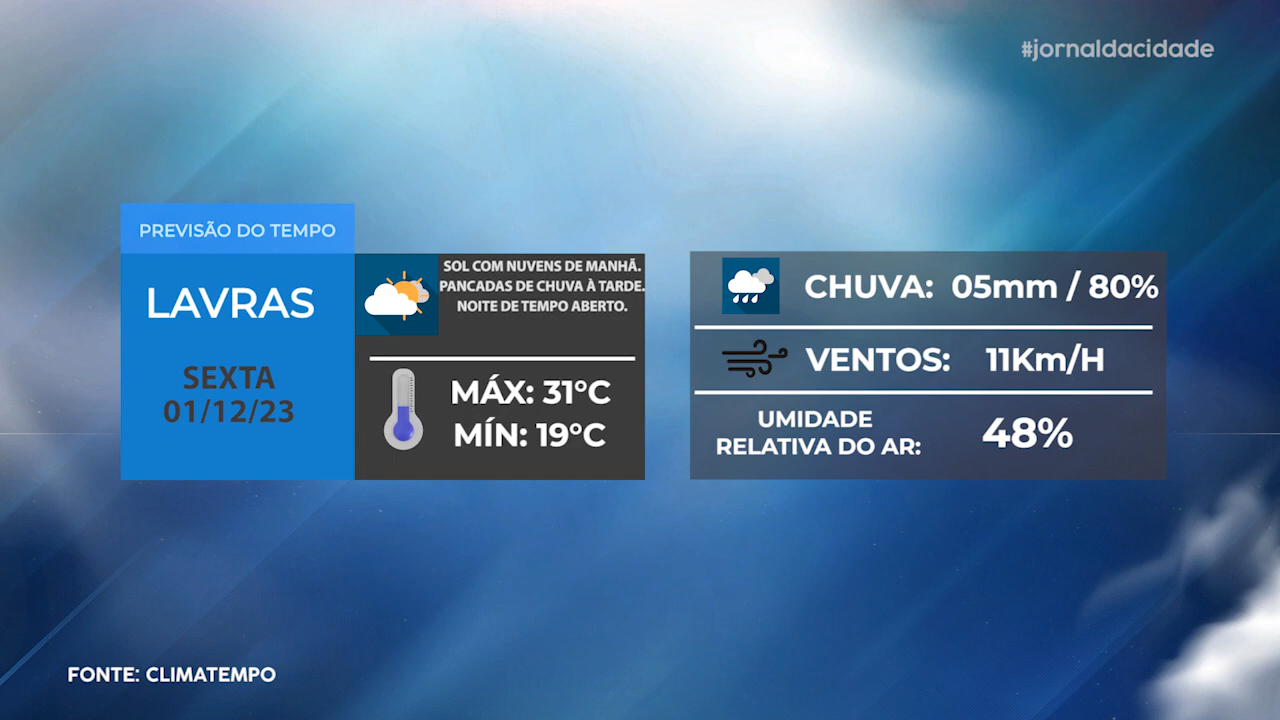 #jornaldacidade
PREVISÃO DO TEMPO
LAVRAS
SEXTA
01/12/23
SOL COM NUVENS DE MANHÃ.
PANCADAS DE CHUVA À TARDE.
NOITE DE TEMPO ABERTO.
MÁX: 31°C
MÍN: 19°C
CHUVA: 05mm / 80%
VENTOS: 11Km/H
UMIDADE
RELATIVA DO AR: 48%
FONTE: CLIMATEMPO